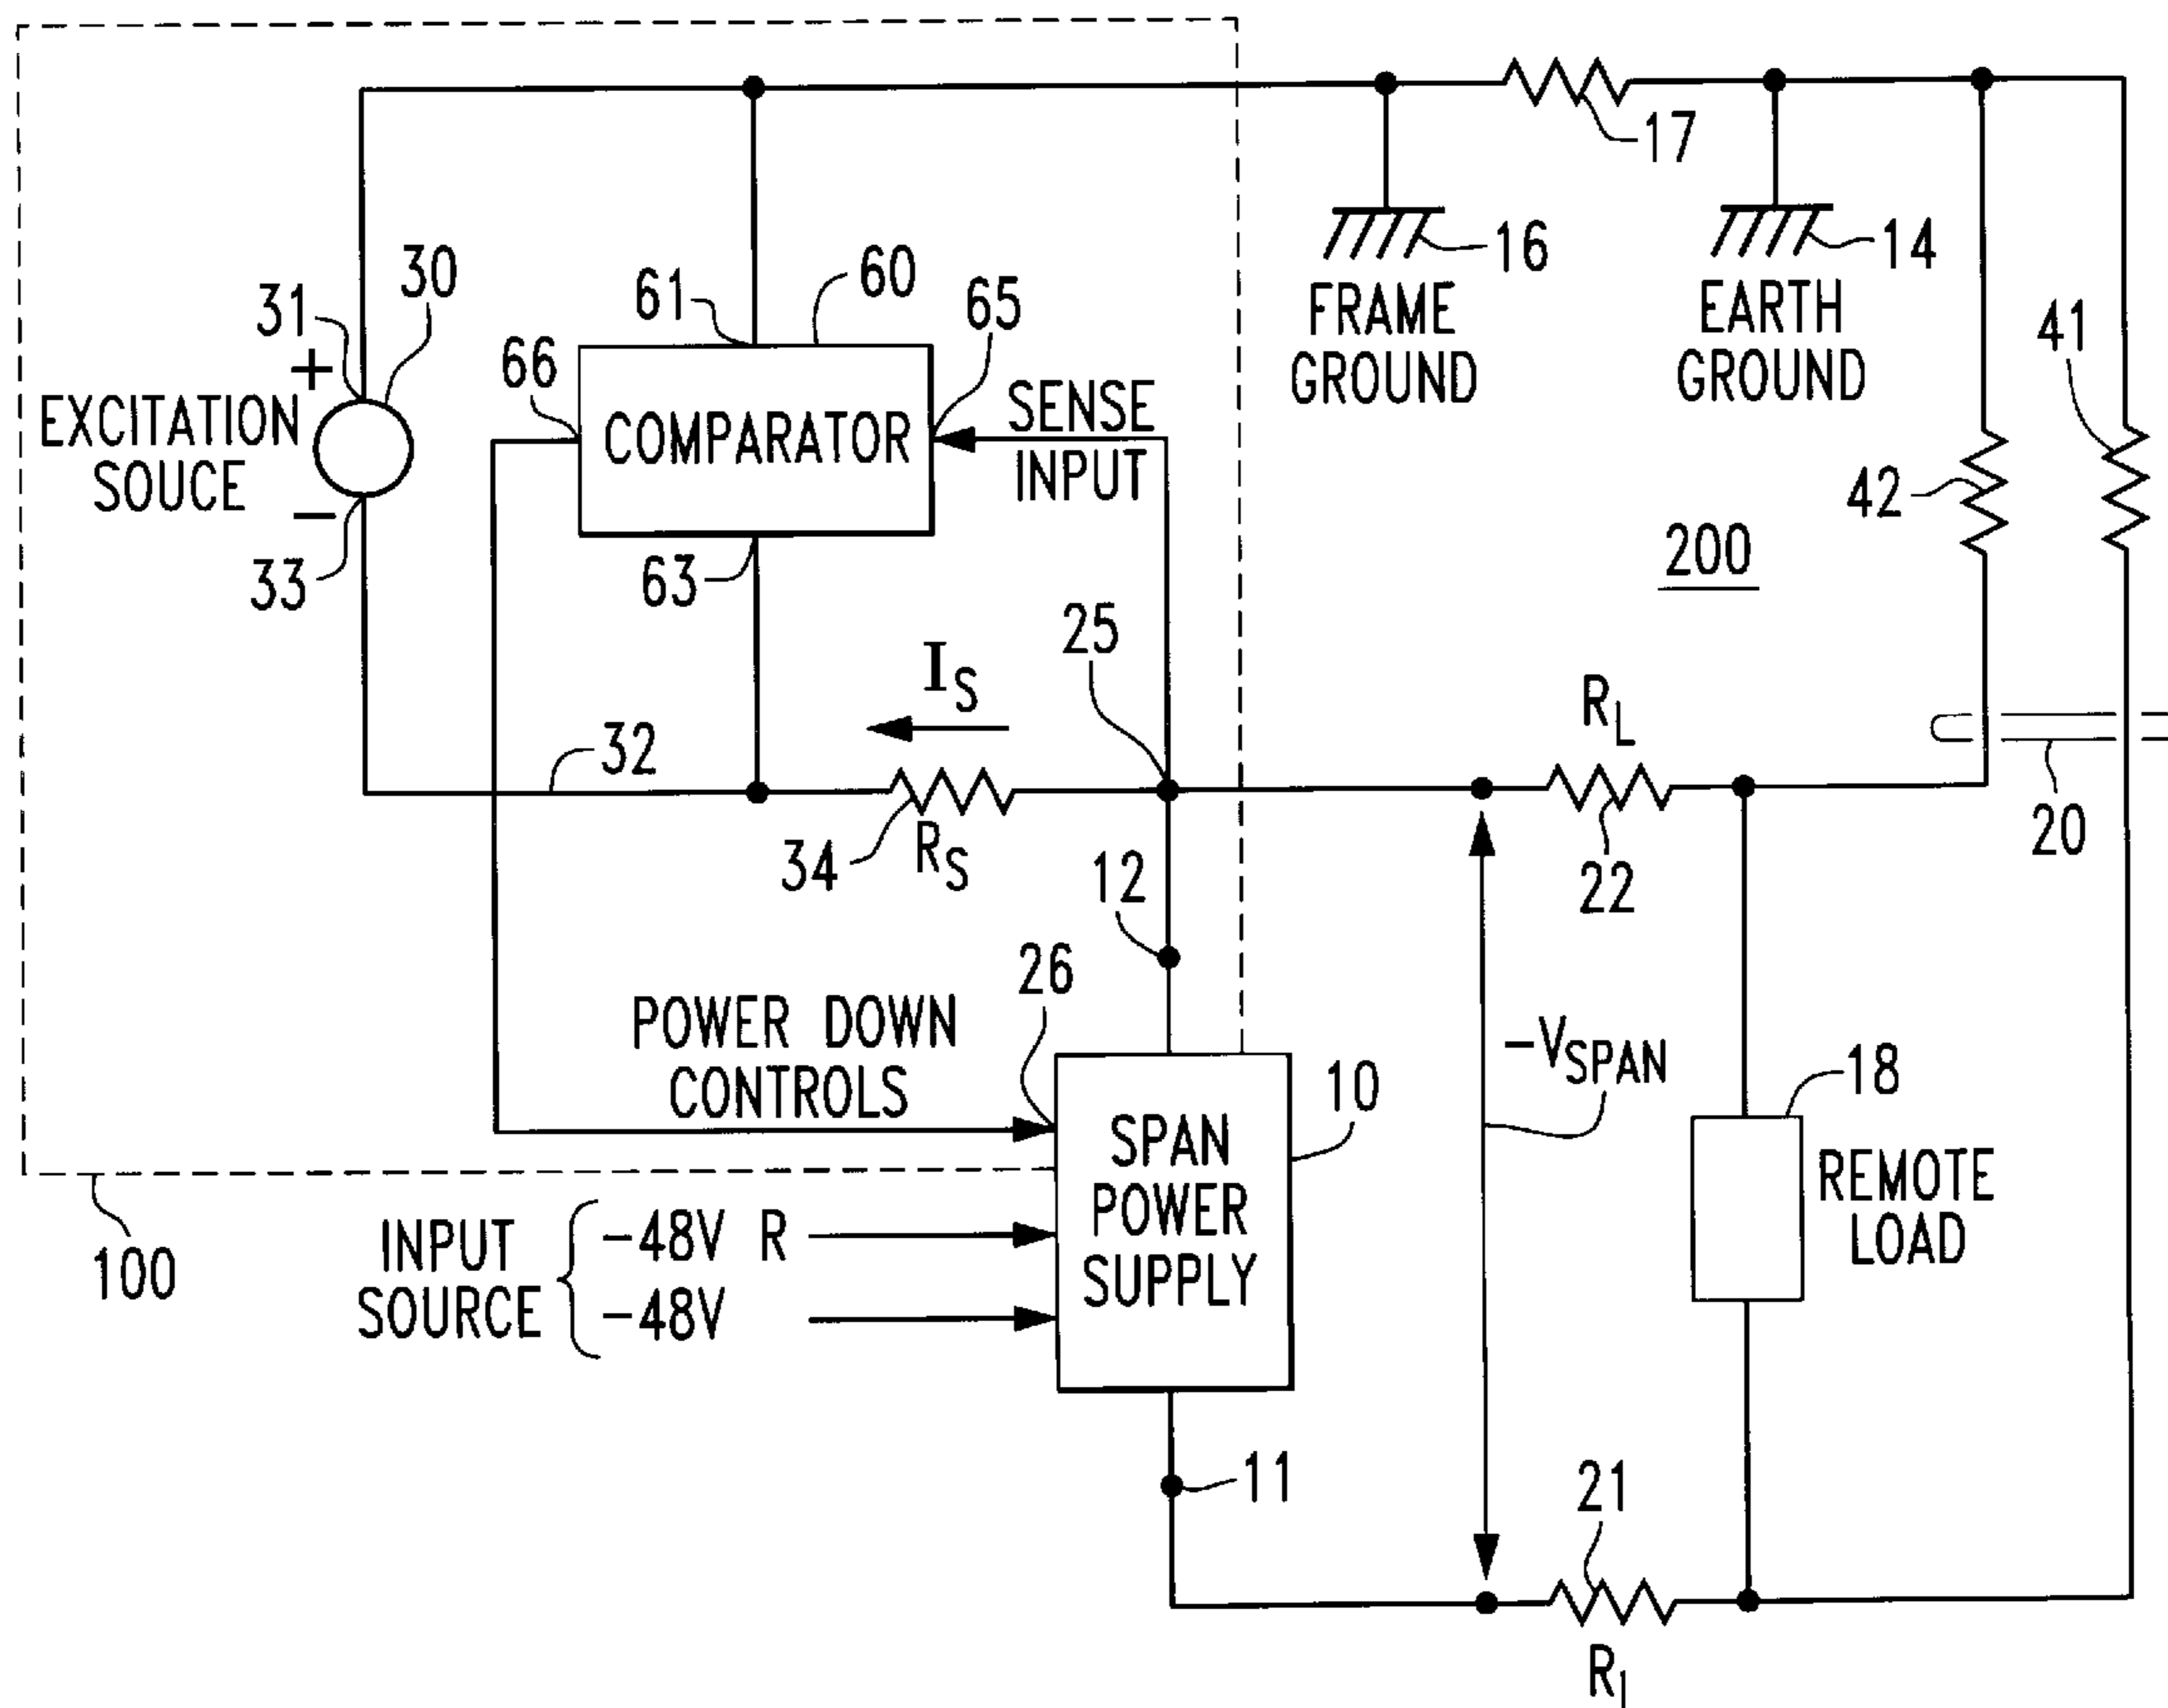 17
16
FRAME
GROUND
14
EARTH
GROUND
31
+
30
EXCITATION
SOUCE
−
33
61
60
65
66
COMPARATOR
SENSE
INPUT
63
41
42
200
25
I_S
32
34
R_S
R_L
22
20
12
26
POWER DOWN
CONTROLS
−V_SPAN
10
SPAN
POWER
SUPPLY
18
REMOTE
LOAD
100
INPUT
SOURCE
−48V R
−48V
11
21
R_L